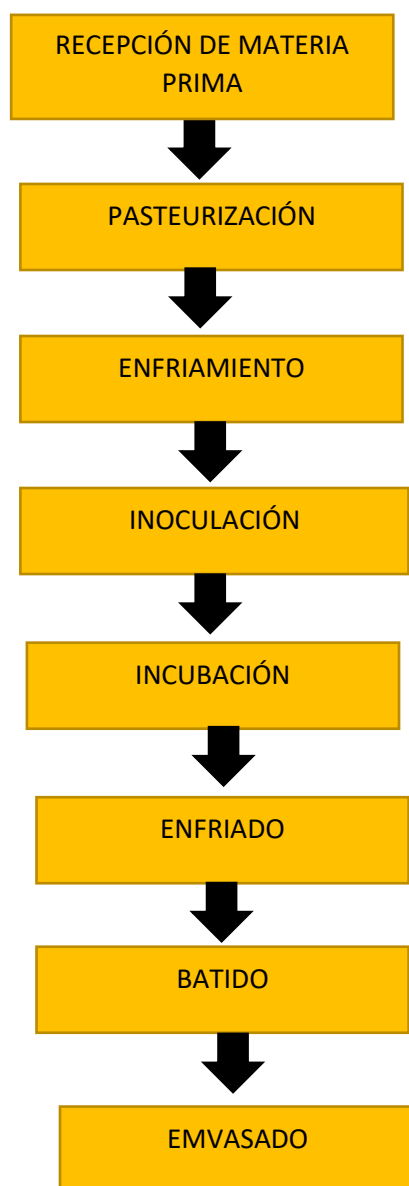 RECEPCIÓN DE MATERIA
PRIMA
PASTEURIZACIÓN
ENFRIAMIENTO
INOCULACIÓN
INCUBACIÓN
ENFRIADO
BATIDO
EMVASADO